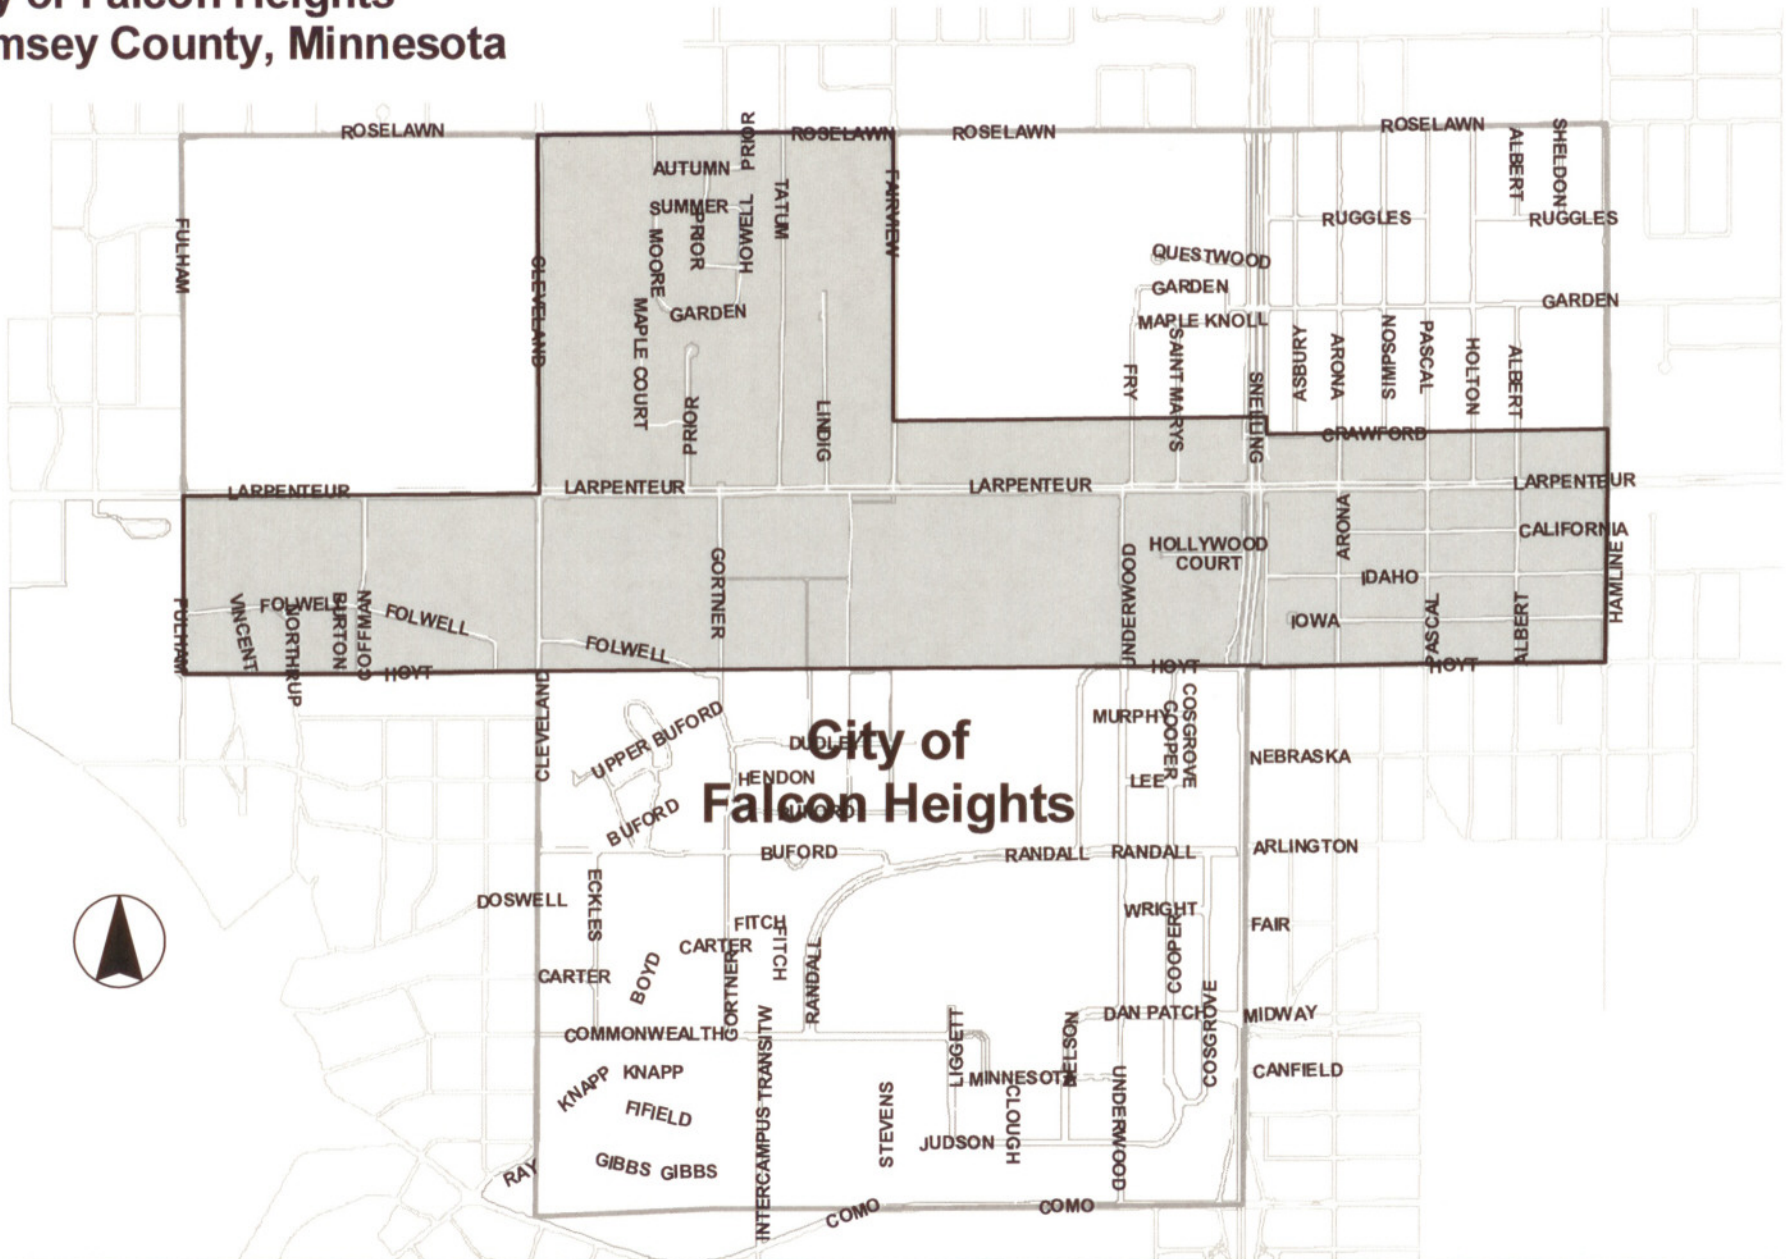 y of Falcon Heights
msey County, Minnesota
ROSELAWN
ROSELAWN
ROSELAWN
ROSELAWN
PRIOR
ALBERT
SHELDON
AUTUMN
SUMMER
PRIOR
HOWELL
TATUM
FAIRVIEW
MOORE
RUGGLES
RUGGLES
FULHAM
CLEVELAND
QUESTWOOD
GARDEN
GARDEN
GARDEN
MAPLE KNOLL
MAPLE COURT
PRIOR
LINDIG
FRY
SAINT MARYS
SNELLING
ASBURY
ARONA
SIMPSON
PASCAL
HOLTON
ALBERT
CRAWFORD
LARPENTEUR
LARPENTEUR
LARPENTEUR
LARPENTEUR
ARONA
CALIFORNIA
HOLLYWOOD
COURT
GORTNER
UNDERWOOD
IDAHO
HAMLINE
FULHAM
VINCENT
FOLWELL
NORTHRUP
BURTON
COFFMAN
FOLWELL
FOLWELL
IOWA
PASCAL
ALBERT
HOYT
HOYT
HOYT
CLEVELAND
UPPER BUFORD
MURPHY
COOPER
COSGROVE
City of
Falcon Heights
DUDLEY
HENDON
BUFORD
BUFORD
LEE
NEBRASKA
BUFORD
RANDALL
RANDALL
ARLINGTON
DOSWELL
ECKLES
FITCH
FITCH
WRIGHT
FAIR
CARTER
CARTER
BOYD
GORTNER
RANDALL
COOPER
COMMONWEALTH
INTERCAMPUS TRANSITW
LIGGETT
NELSON
DAN PATCH
COSGROVE
MIDWAY
KNAPP
KNAPP
MINNESOTA
CANFIELD
FIFIELD
STEVENS
CLOUGH
UNDERWOOD
JUDSON
RAY
GIBBS
GIBBS
COMO
COMO